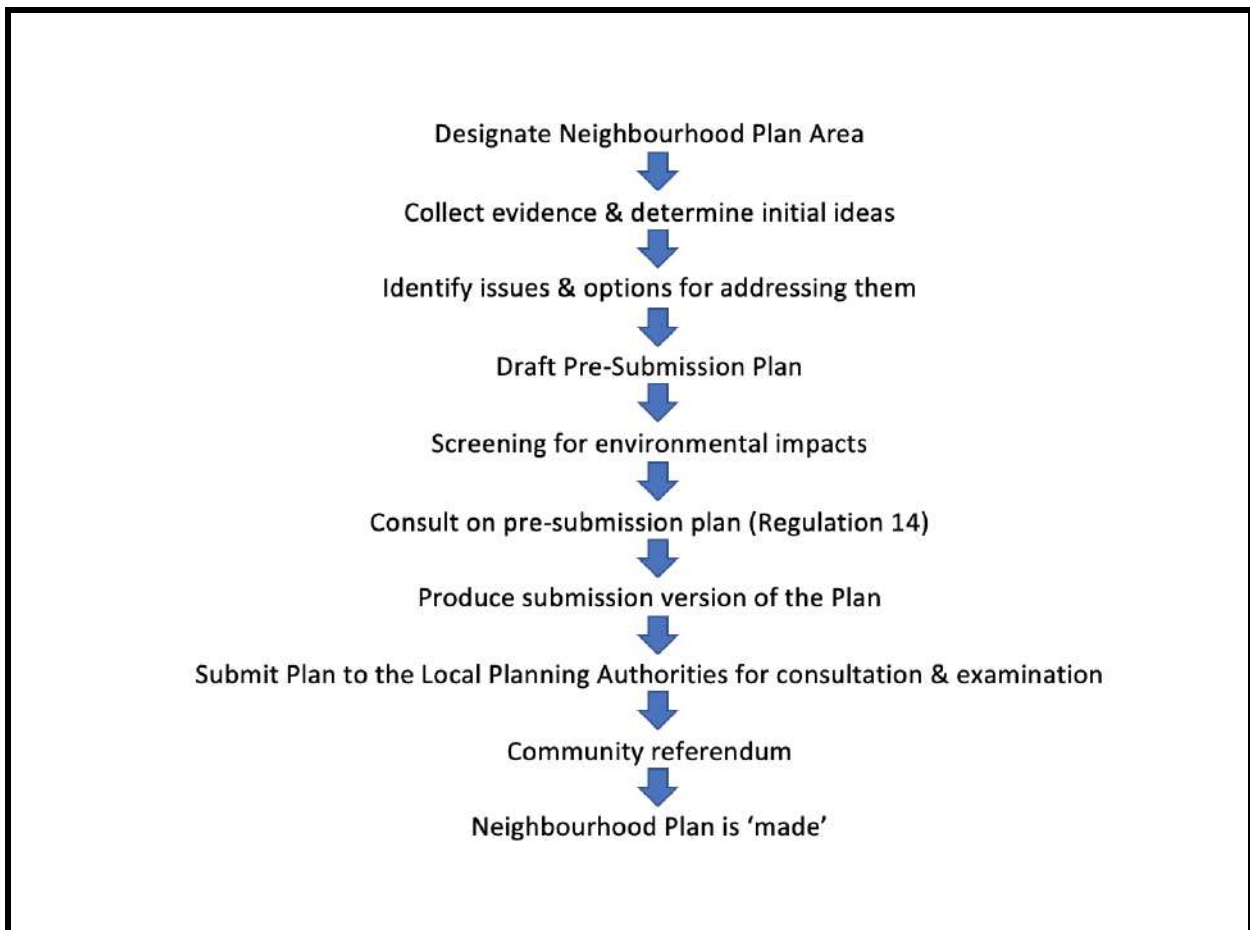 Designate Neighbourhood Plan Area
Collect evidence & determine initial ideas
Identify issues & options for addressing them
Draft Pre-Submission Plan
Screening for environmental impacts
Consult on pre-submission plan (Regulation 14)
Produce submission version of the Plan
Submit Plan to the Local Planning Authorities for consultation & examination
Community referendum
Neighbourhood Plan is ‘made’